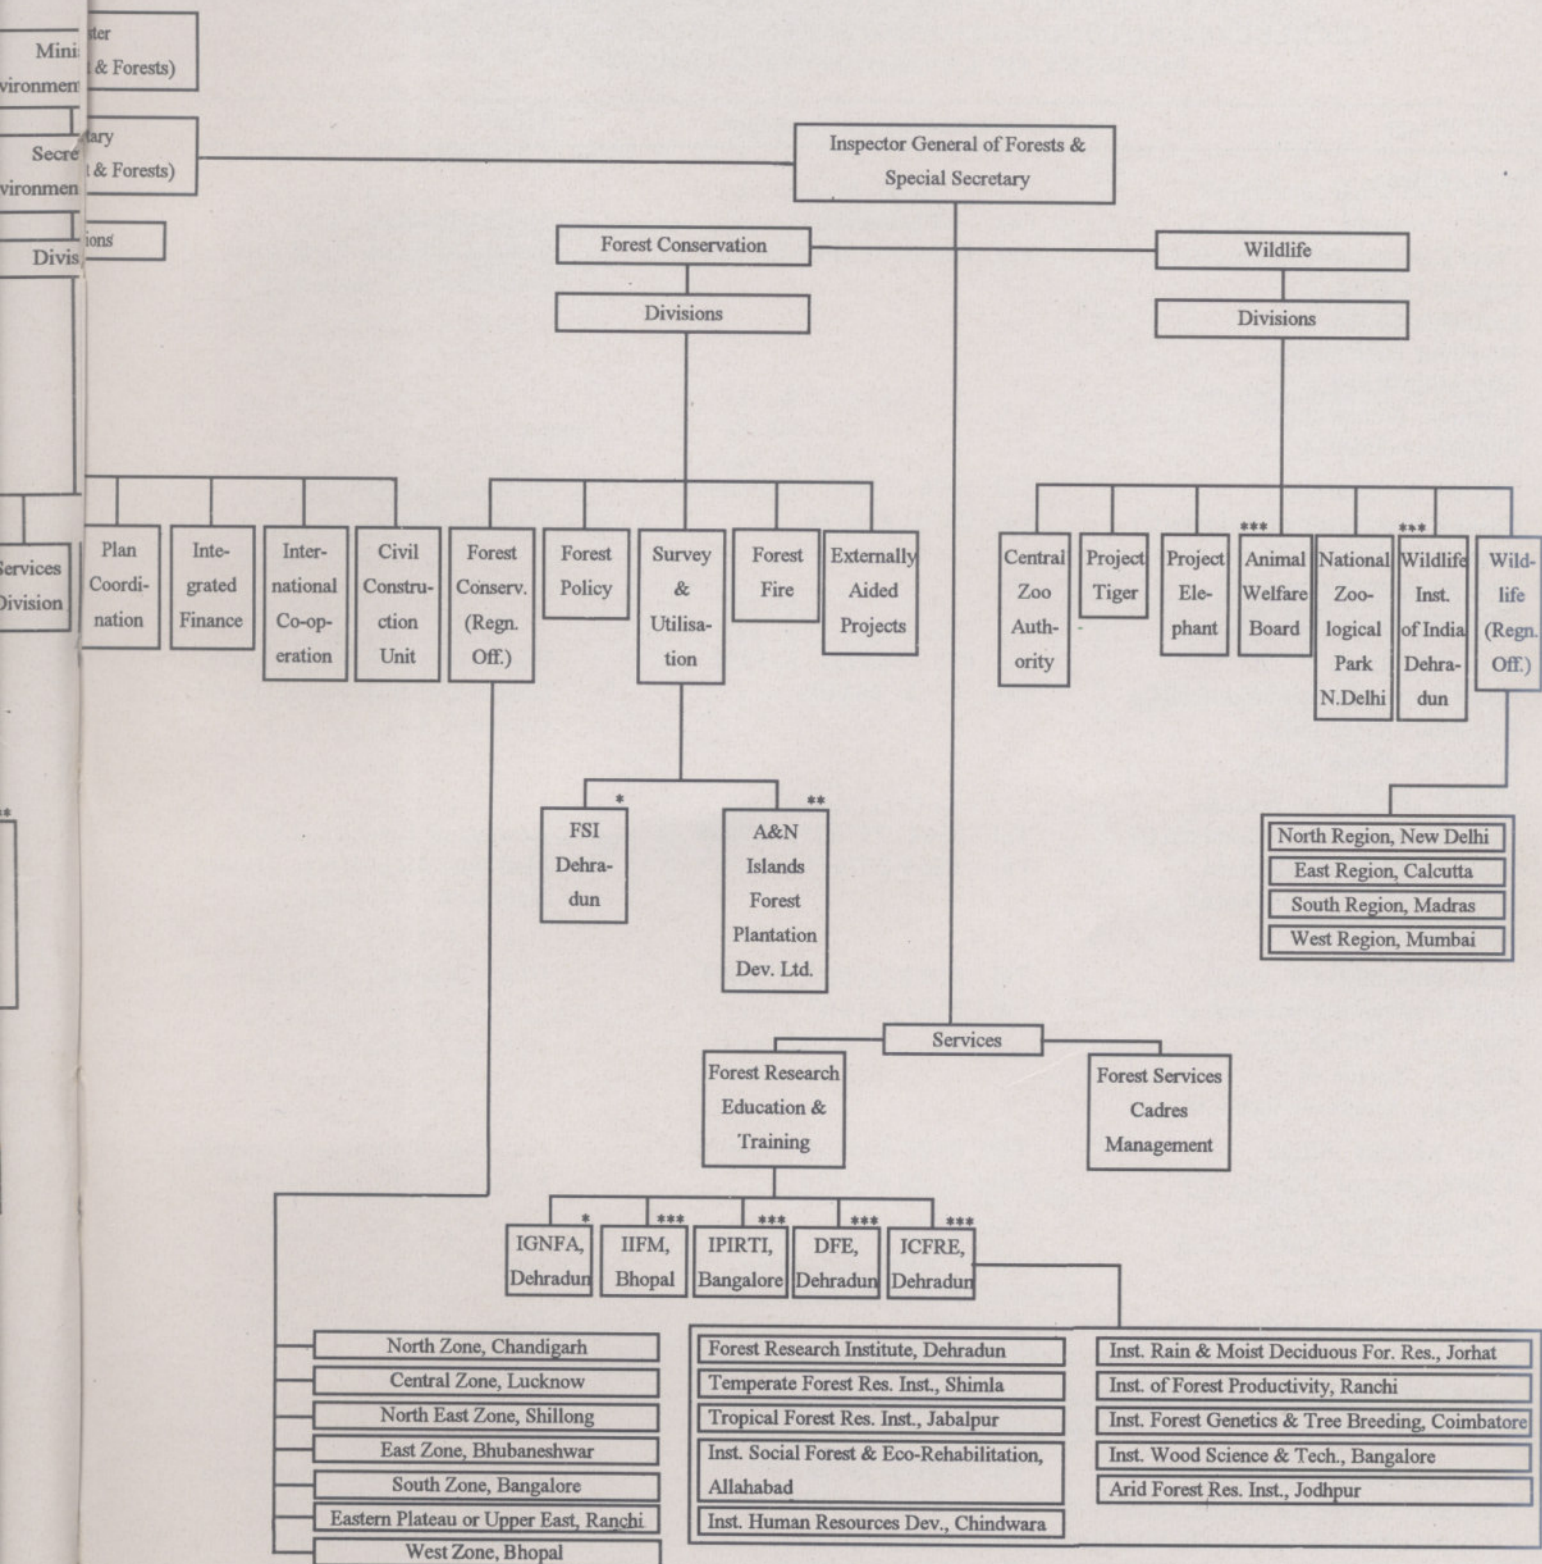 Mini
ster
vironment
& Forests)
Secre
tary
vironmen
t & Forests)
Divis
ions
Inspector General of Forests &
Special Secretary
Forest Conservation
Wildlife
Divisions
Divisions
Services
Division
Plan
Coordi-
nation
Inte-
grated
Finance
Inter-
national
Co-op-
eration
Civil
Constru-
ction
Unit
Forest
Conserv.
(Regn.
Off.)
Forest
Policy
Survey
&
Utilisa-
tion
Forest
Fire
Externally
Aided
Projects
Central
Zoo
Auth-
ority
Project
Tiger
Project
Ele-
phant
***
Animal
Welfare
Board
National
Zoo-
logical
Park
N.Delhi
***
Wildlife
Inst.
of India
Dehra-
dun
Wild-
life
(Regn.
Off.)
**
*
FSI
Dehra-
dun
**
A&N
Islands
Forest
Plantation
Dev. Ltd.
North Region, New Delhi
East Region, Calcutta
South Region, Madras
West Region, Mumbai
Services
Forest Research
Education &
Training
Forest Services
Cadres
Management
*
IGNFA,
Dehradun
***
IIFM,
Bhopal
***
IPIRTI,
Bangalore
***
DFE,
Dehradun
***
ICFRE,
Dehradun
North Zone, Chandigarh
Central Zone, Lucknow
North East Zone, Shillong
East Zone, Bhubaneshwar
South Zone, Bangalore
Eastern Plateau or Upper East, Ranchi
West Zone, Bhopal
Forest Research Institute, Dehradun
Temperate Forest Res. Inst., Shimla
Tropical Forest Res. Inst., Jabalpur
Inst. Social Forest & Eco-Rehabilitation,
Allahabad
Inst. Human Resources Dev., Chindwara
Inst. Rain & Moist Deciduous For. Res., Jorhat
Inst. of Forest Productivity, Ranchi
Inst. Forest Genetics & Tree Breeding, Coimbatore
Inst. Wood Science & Tech., Bangalore
Arid Forest Res. Inst., Jodhpur